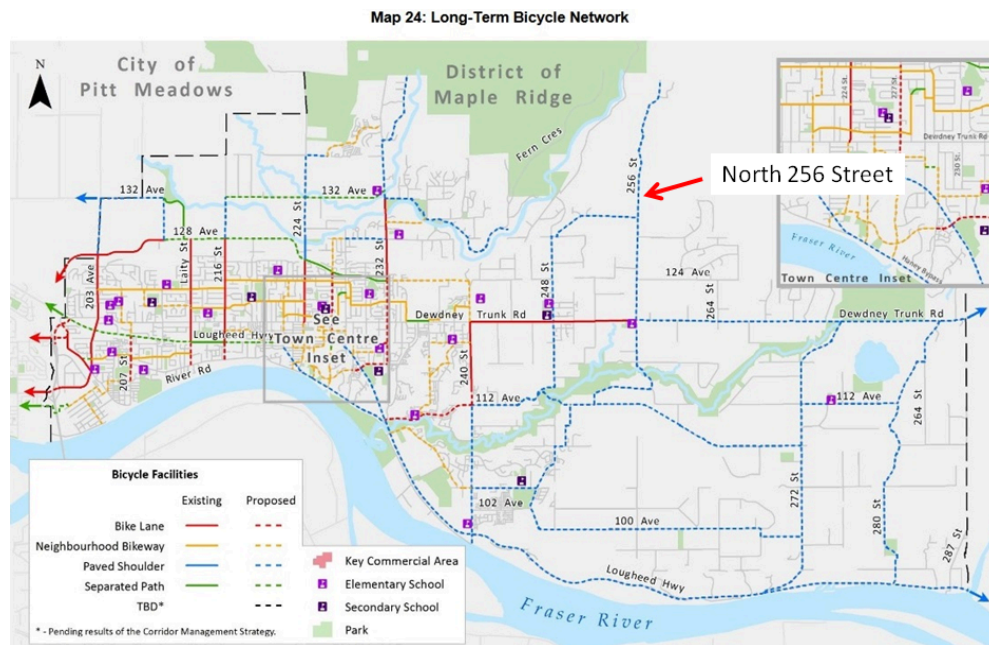 Map 24: Long-Term Bicycle Network
N
City of
Pitt Meadows
District of
Maple Ridge
Fern Cres
256 St
North 256 Street
224 St
227 St
Dewdney Trunk Rd
230 St
Fraser River
Haney Bypass
Town Centre Inset
132 Ave
132 Ave
128 Ave
203 Ave
Laity St
216 St
224 St
232 St
248 St
124 Ave
264 St
Lougheed Hwy
See
Town Centre
Inset
Dewdney Trunk Rd
Dewdney Trunk Rd
207 St
River Rd
240 St
112 Ave
112 Ave
264 St
102 Ave
100 Ave
272 St
280 St
287 St
Lougheed Hwy
Fraser River
Bicycle Facilities
Existing Proposed
Bike Lane
Neighbourhood Bikeway
Paved Shoulder
Separated Path
TBD*
* - Pending results of the Corridor Management Strategy.
Key Commercial Area
Elementary School
Secondary School
Park